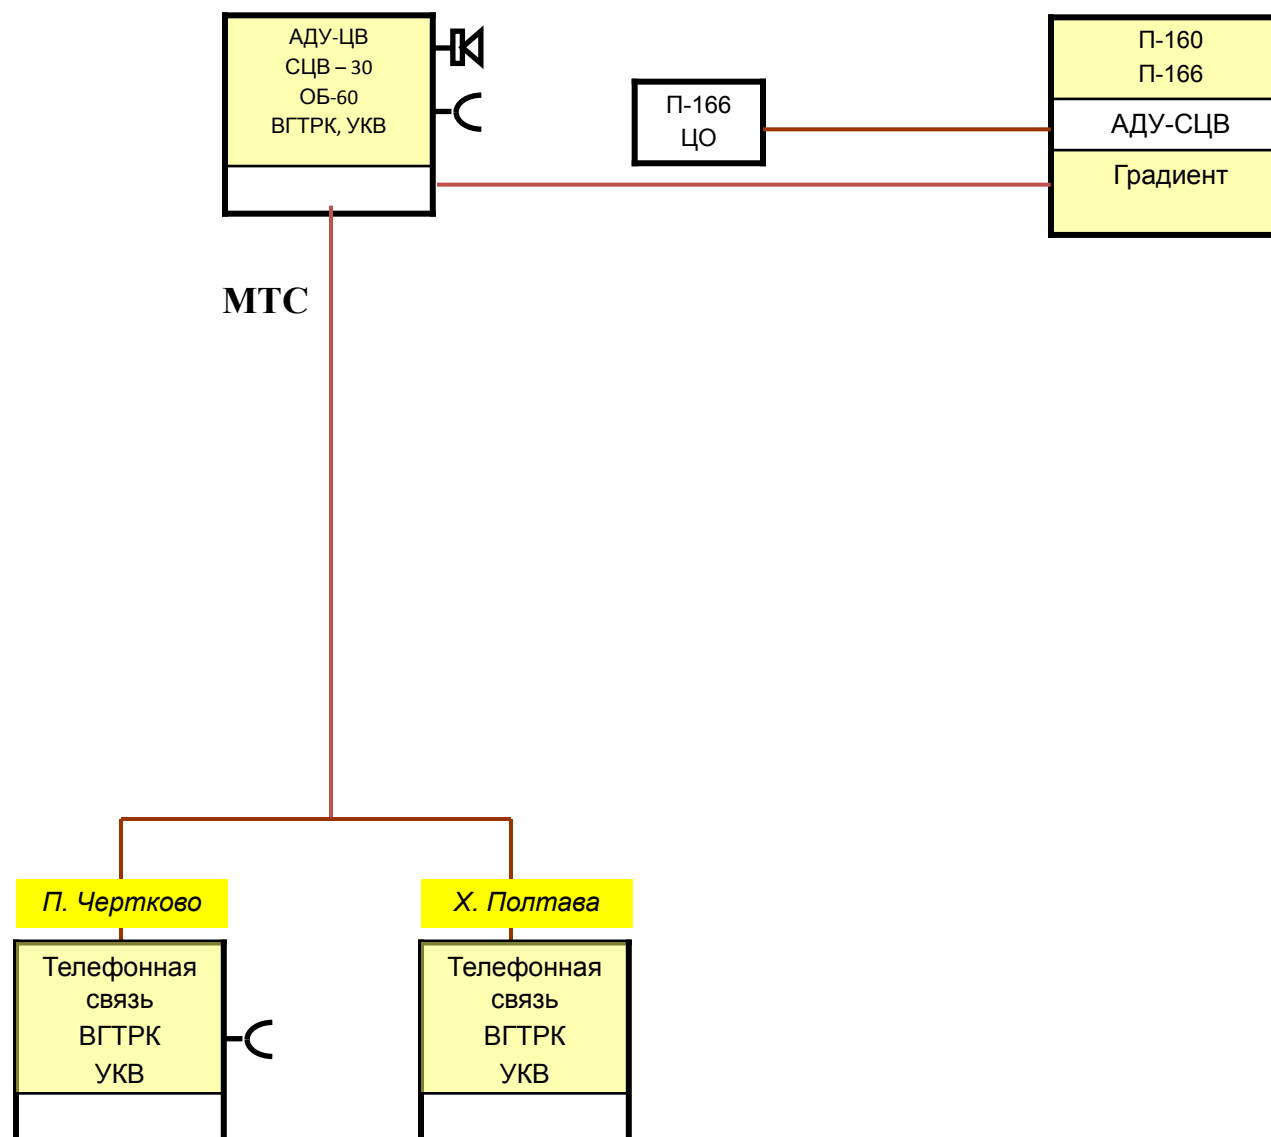 АДУ-ЦВ
СЦВ – 30
ОБ-60
ВГТРК, УКВ
П-166
ЦО
П-160
П-166
АДУ-СЦВ
Градиент
МТС
П. Чертково
Х. Полтава
Телефонная
связь
ВГТРК
УКВ
Телефонная
связь
ВГТРК
УКВ